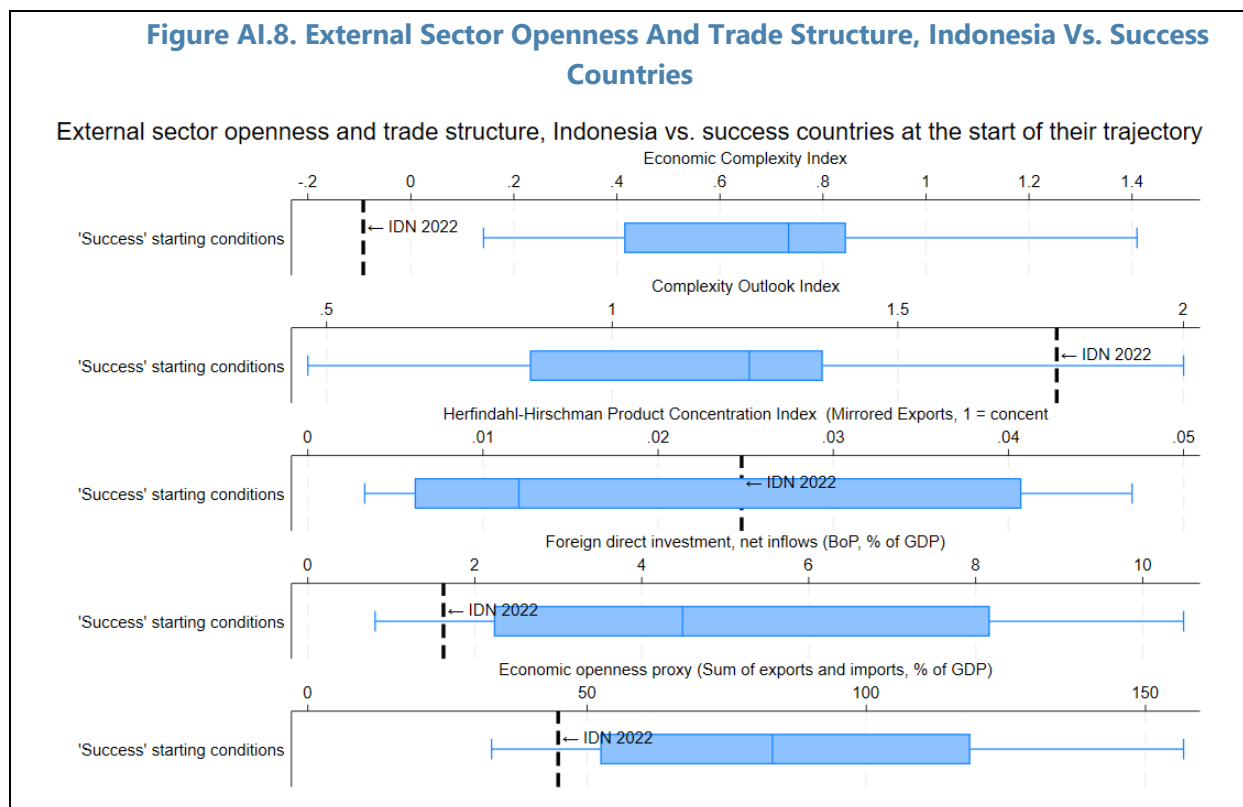 Figure AI.8. External Sector Openness And Trade Structure, Indonesia Vs. Success
Countries
External sector openness and trade structure, Indonesia vs. success countries at the start of their trajectory
Economic Complexity Index
-.2 0 .2 .4 .6 .8 1 1.2 1.4
← IDN 2022
'Success' starting conditions
Complexity Outlook Index
.5 1 1.5 2
← IDN 2022
'Success' starting conditions
Herfindahl-Hirschman Product Concentration Index (Mirrored Exports, 1 = concent
0 .01 .02 .03 .04 .05
← IDN 2022
'Success' starting conditions
Foreign direct investment, net inflows (BoP, % of GDP)
0 2 4 6 8 10
← IDN 2022
'Success' starting conditions
Economic openness proxy (Sum of exports and imports, % of GDP)
0 50 100 150
← IDN 2022
'Success' starting conditions